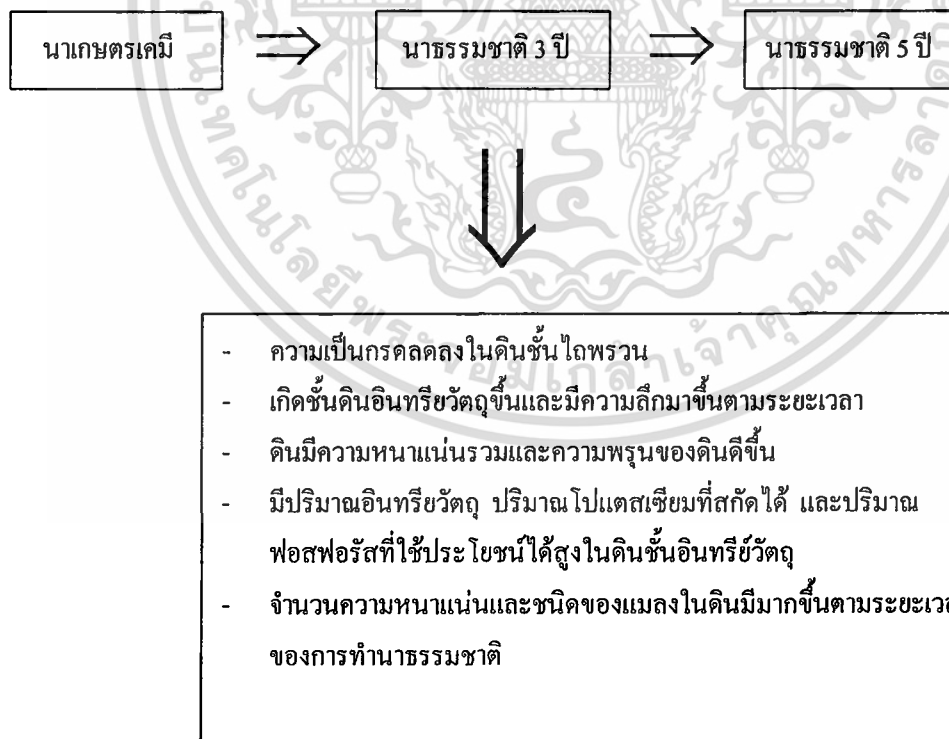 นาเกษตรเคมี
นาธรรมชาติ 3 ปี
นาธรรมชาติ 5 ปี
- ความเป็นกรดลดลงในดินชั้นไถพรวน
- เกิดชั้นดินอินทรียวัตถุขึ้นและมีความลึกมาขึ้นตามระยะเวลา
- ดินมีความหนาแน่นรวมและความพรุนของดินดีขึ้น
- มีปริมาณอินทรียวัตถุ ปริมาณโปแตสเซียมที่สกัดได้ และปริมาณ
ฟอสฟอรัสที่ใช้ประโยชน์ได้สูงในดินชั้นอินทรีย์วัตถุ
- จำนวนความหนาแน่นและชนิดของแมลงในดินมีมากขึ้นตามระยะเวล
ของการทำนาธรรมชาติ